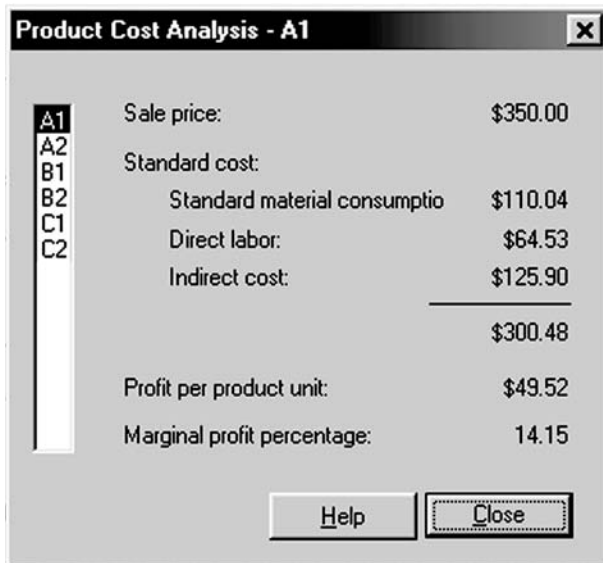 Product Cost Analysis - A1
A1
A2
B1
B2
C1
C2
Sale price: $350.00
Standard cost:
Standard material consumptio $110.04
Direct labor: $64.53
Indirect cost: $125.90
$300.48
Profit per product unit: $49.52
Marginal profit percentage: 14.15
Help
Close